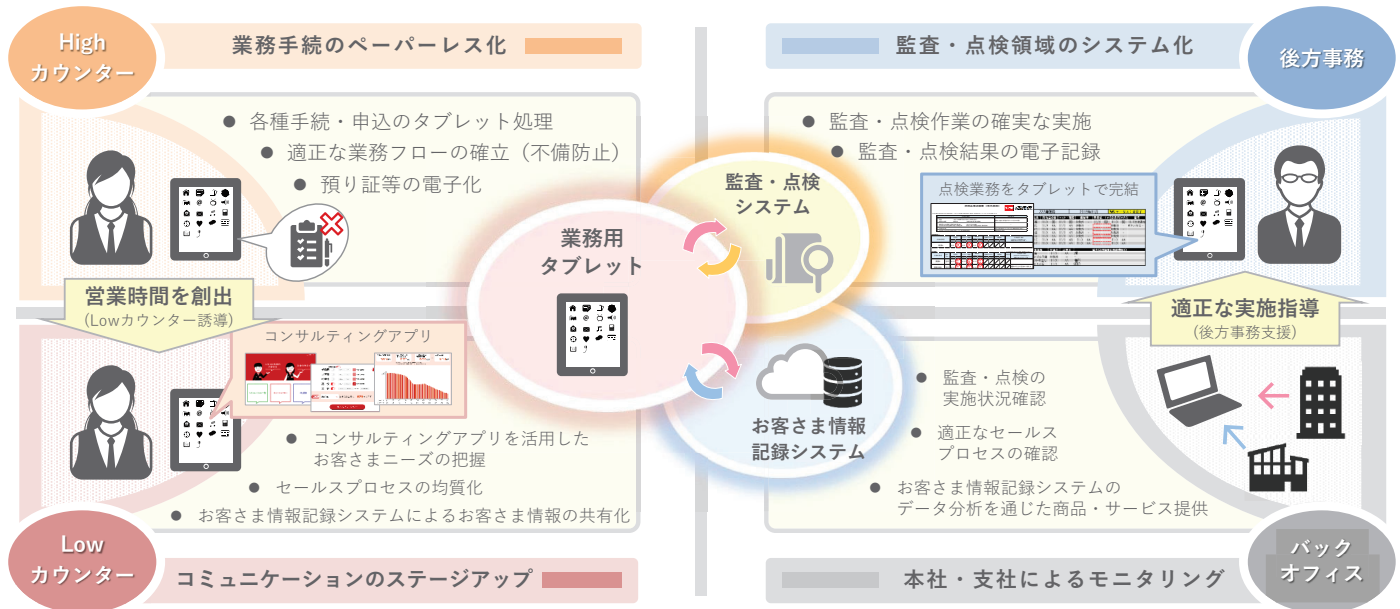 High
カウンター
業務手続のペーパーレス化
各種手続・申込のタブレット処理
適正な業務フローの確立（不備防止）
預り証等の電子化
監査・点検領域のシステム化
後方事務
監査・点検作業の確実な実施
監査・点検結果の電子記録
点検業務をタブレットで完結
監査・点検
システム
業務用
タブレット
お客さま情報
記録システム
営業時間を創出
(Lowカウンター誘導)
適正な実施指導
(後方事務支援)
コンサルティングアプリ
コンサルティングアプリを活用した
お客さまニーズの把握
セールスプロセスの均質化
お客さま情報記録システムによるお客さま情報の共有化
Low
カウンター
コミュニケーションのステージアップ
監査・点検の
実施状況確認
適正なセールス
プロセスの確認
お客さま情報記録システムの
データ分析を通じた商品・サービス提供
本社・支社によるモニタリング
バック
オフィス